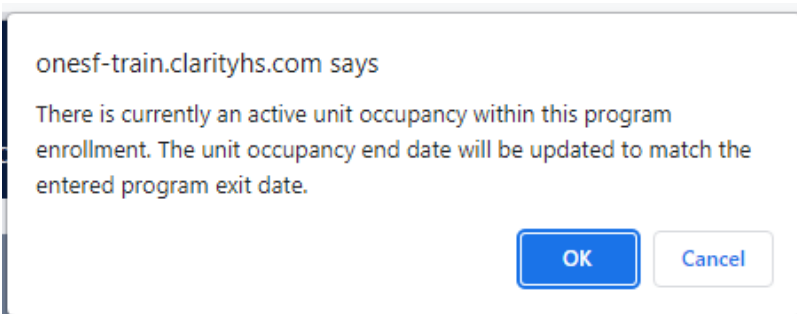 onesf-train.clarityhs.com says
There is currently an active unit occupancy within this program
enrollment. The unit occupancy end date will be updated to match the
entered program exit date.
OK
Cancel